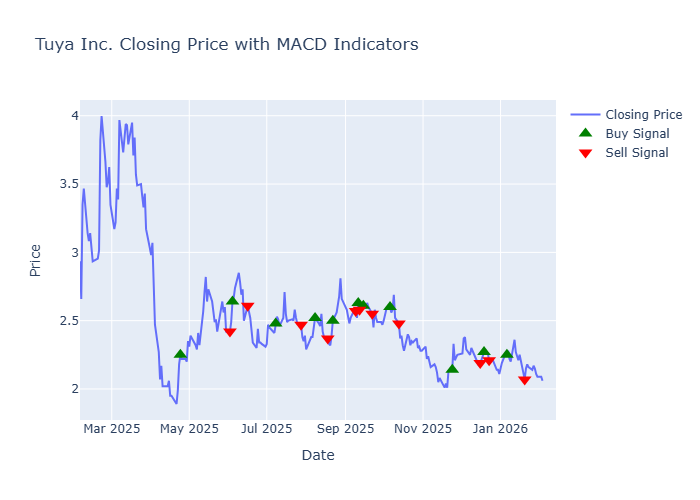 Tuya Inc. Closing Price with MACD Indicators
Closing Price
Buy Signal
Sell Signal
4
3.5
3
2.5
2
Price
Mar 2025
May 2025
Jul 2025
Sep 2025
Nov 2025
Jan 2026
Date